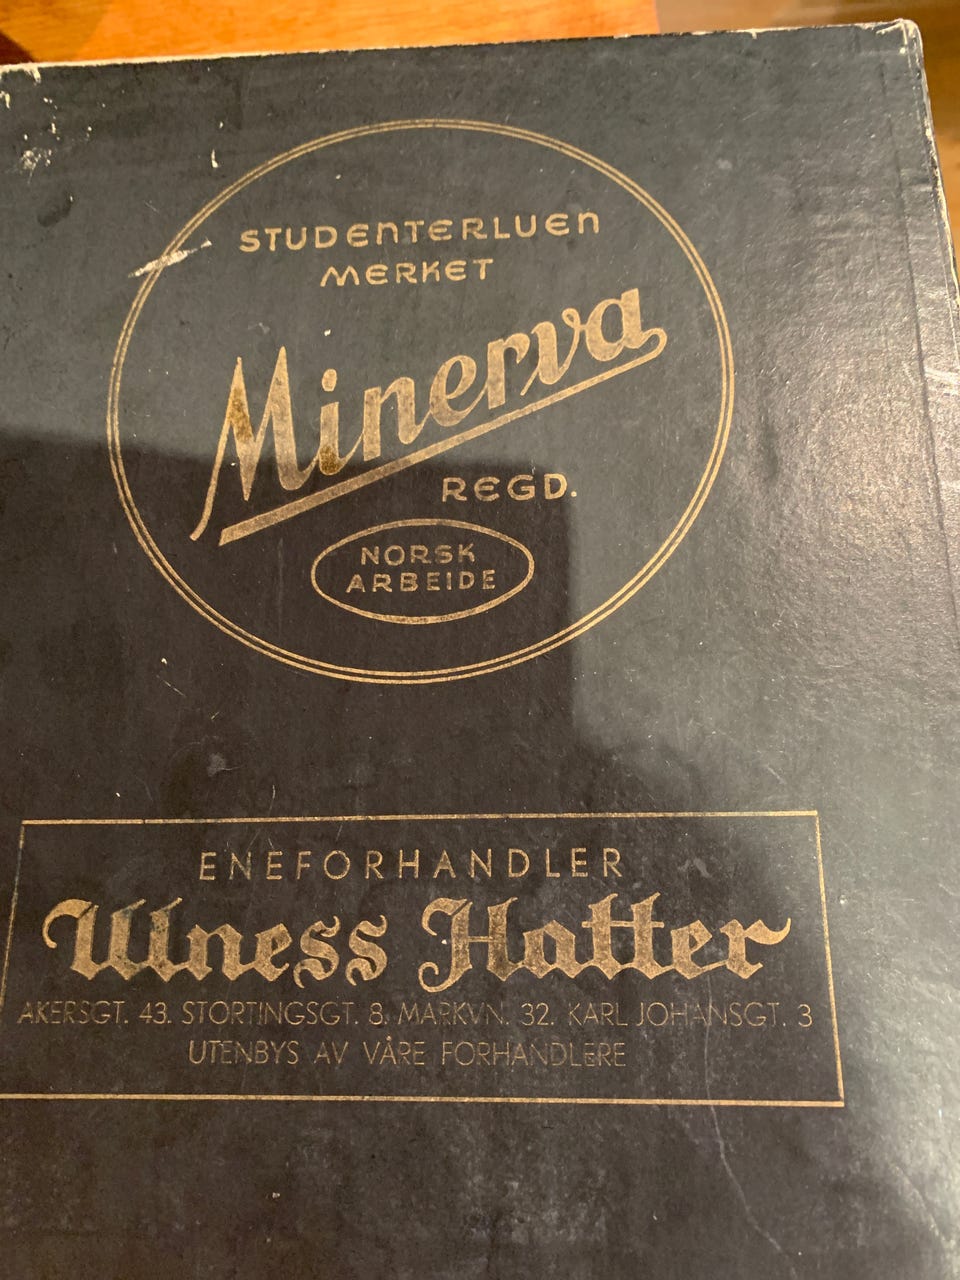 STUDENTERLUEN
MERKET
Minerva
REGD.
NORSK
ARBEIDE
ENEFORHANDLER
Ulness Hatter
AKERSGT. 43. STORTINGSGT. 8. MARKVN. 32. KARL JOHANSGT. 3
UTENBYS AV VÅRE FORHANDLERE